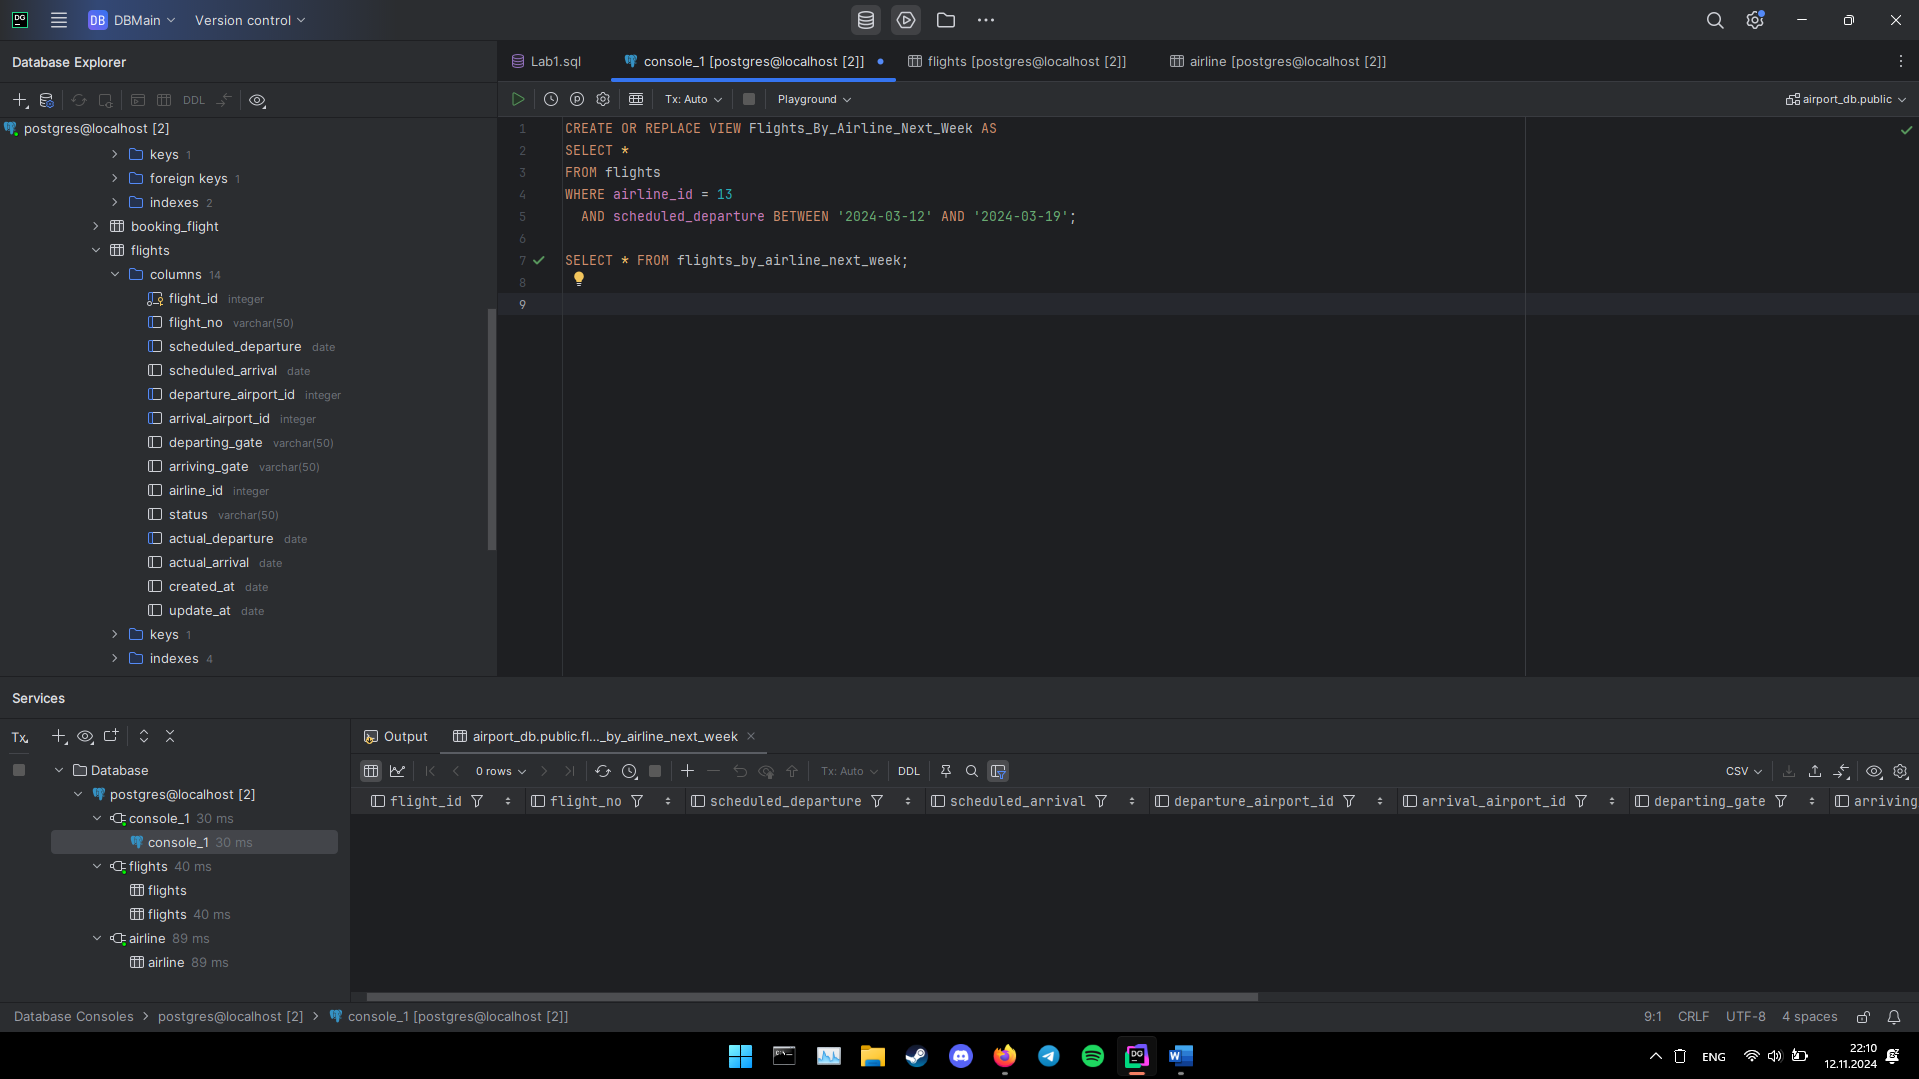 DG DB DBMain Version control
Database Explorer
DDL
postgres@localhost [2]
keys 1
foreign keys 1
indexes 2
booking_flight
flights
columns 14
flight_id integer
flight_no varchar(50)
scheduled_departure date
scheduled_arrival date
departure_airport_id integer
arrival_airport_id integer
departing_gate varchar(50)
arriving_gate varchar(50)
airline_id integer
status varchar(50)
actual_departure date
actual_arrival date
created_at date
update_at date
keys 1
indexes 4
Lab1.sql console_1 [postgres@localhost [2]] flights [postgres@localhost [2]] airline [postgres@localhost [2]]
Tx: Auto Playground airport_db.public
1 CREATE OR REPLACE VIEW Flights_By_Airline_Next_Week AS
2 SELECT *
3 FROM flights
4 WHERE airline_id = 13
5 AND scheduled_departure BETWEEN '2024-03-12' AND '2024-03-19';
6
7 SELECT * FROM flights_by_airline_next_week;
8
9
Services
Tx
Database
postgres@localhost [2]
console_1 30 ms
console_1 30 ms
flights 40 ms
flights
flights 40 ms
airline 89 ms
airline 89 ms
Output airport_db.public.fl..._by_airline_next_week
0 rows Tx: Auto DDL CSV
flight_id flight_no scheduled_departure scheduled_arrival departure_airport_id arrival_airport_id departing_gate arriving
Database Consoles > postgres@localhost [2] > console_1 [postgres@localhost [2]]
9:1 CRLF UTF-8 4 spaces
ENG 22:10
12.11.2024